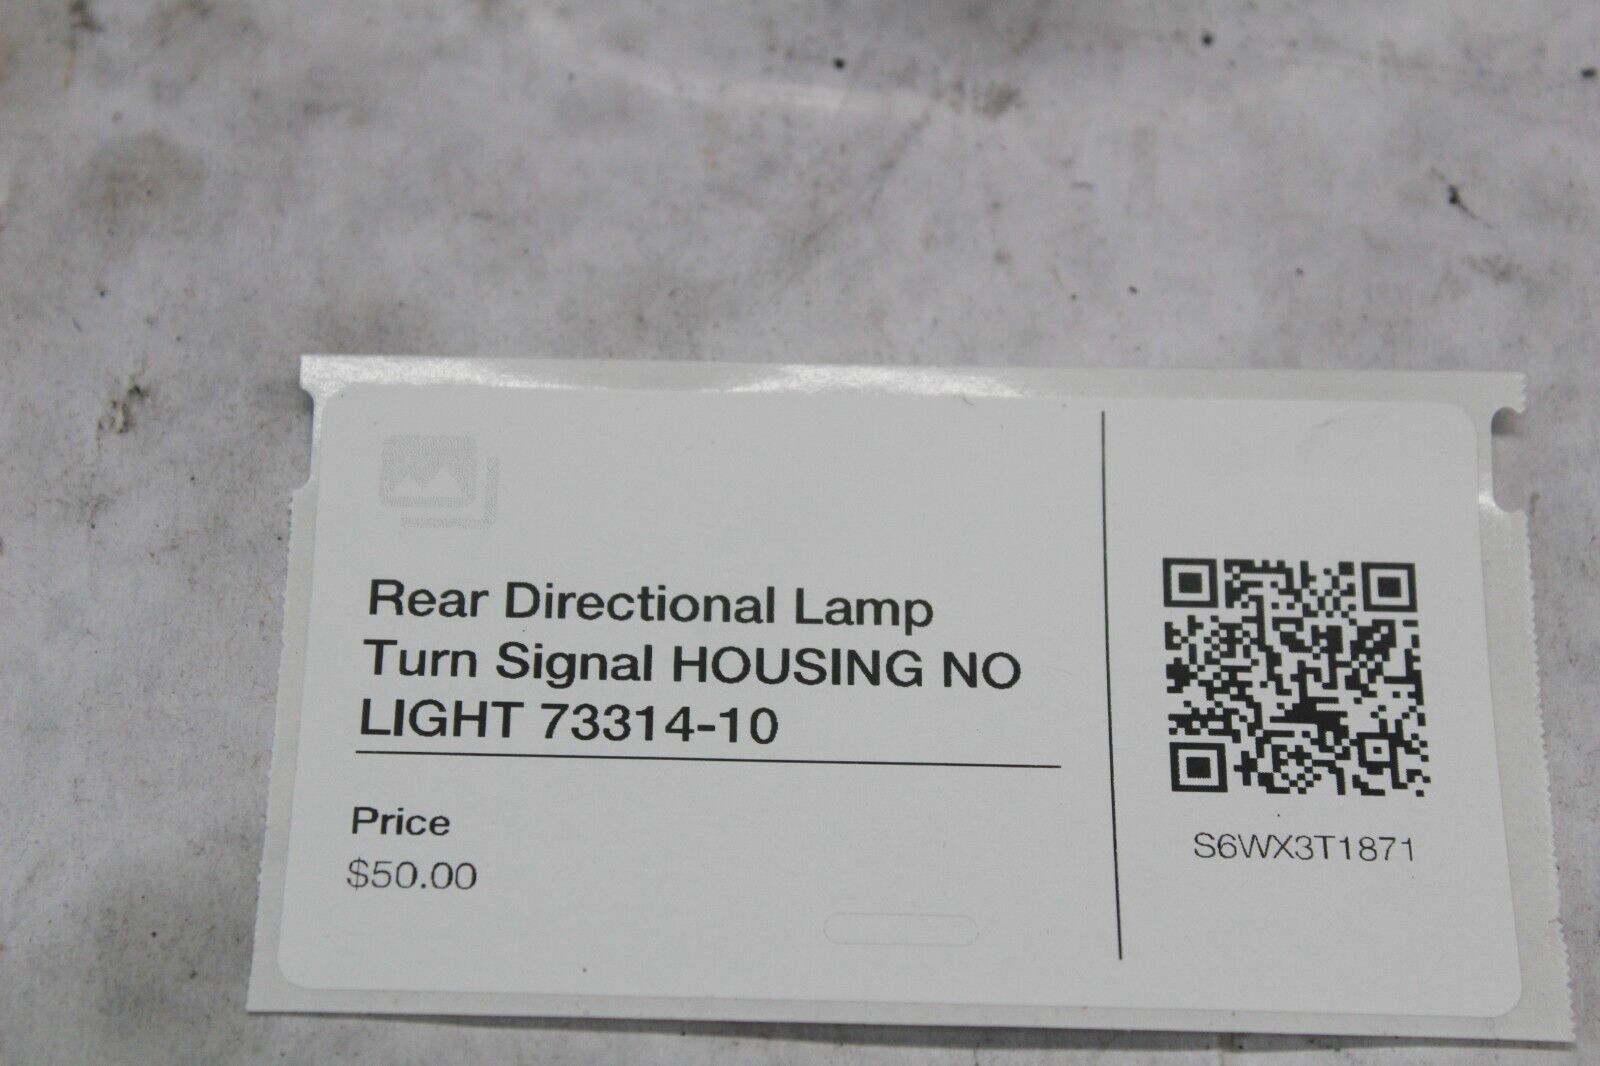 Rear Directional Lamp
Turn Signal HOUSING NO
LIGHT 73314-10
Price
$50.00
S6WX3T1871